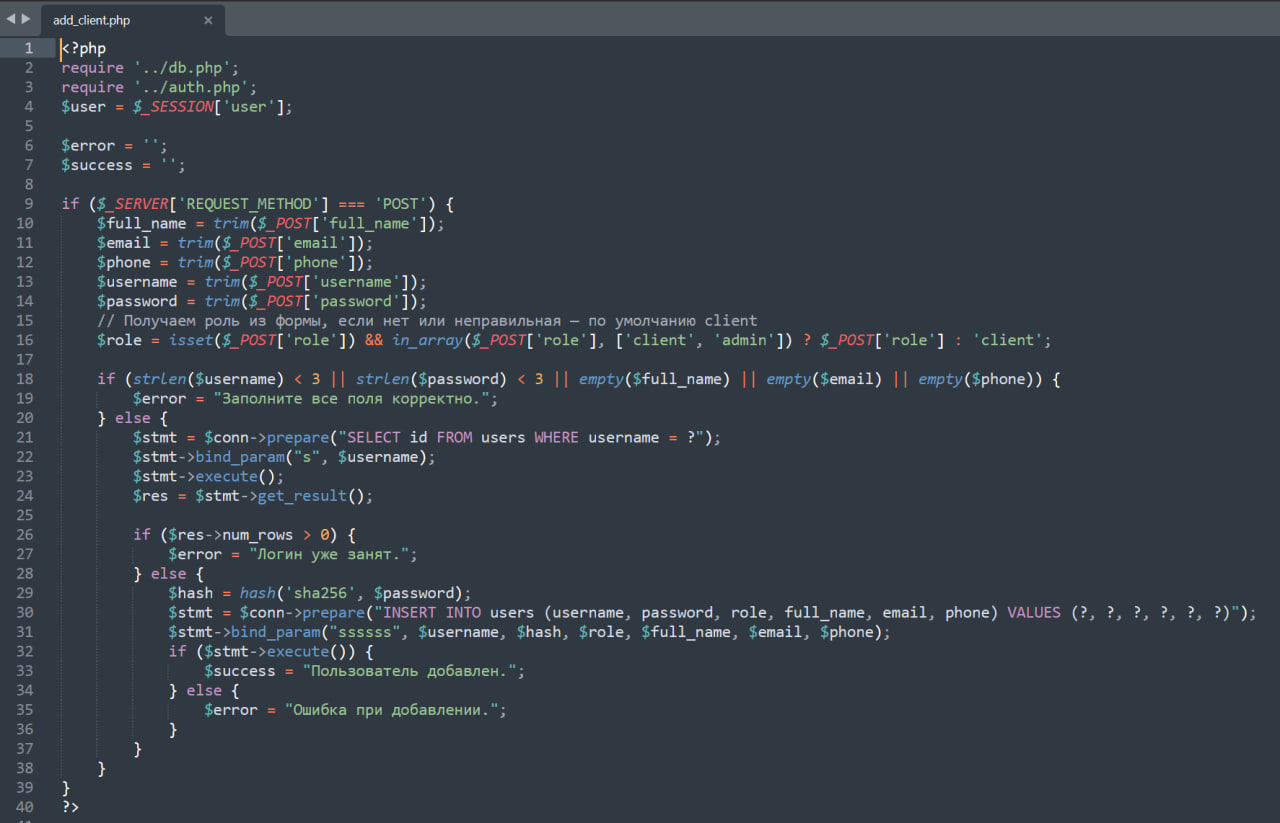 add_client.php
1 <?php
2 require '../db.php';
3 require '../auth.php';
4 $user = $_SESSION['user'];
5
6 $error = '';
7 $success = '';
8
9 if ($_SERVER['REQUEST_METHOD'] === 'POST') {
10     $full_name = trim($_POST['full_name']);
11     $email = trim($_POST['email']);
12     $phone = trim($_POST['phone']);
13     $username = trim($_POST['username']);
14     $password = trim($_POST['password']);
15     // Получаем роль из формы, если нет или неправильная — по умолчанию client
16     $role = isset($_POST['role']) && in_array($_POST['role'], ['client', 'admin']) ? $_POST['role'] : 'client';
17
18     if (strlen($username) < 3 || strlen($password) < 3 || empty($full_name) || empty($email) || empty($phone)) {
19         $error = "Заполните все поля корректно.";
20     } else {
21         $stmt = $conn->prepare("SELECT id FROM users WHERE username = ?");
22         $stmt->bind_param("s", $username);
23         $stmt->execute();
24         $res = $stmt->get_result();
25
26         if ($res->num_rows > 0) {
27             $error = "Логин уже занят.";
28         } else {
29             $hash = hash('sha256', $password);
30             $stmt = $conn->prepare("INSERT INTO users (username, password, role, full_name, email, phone) VALUES (?, ?, ?, ?, ?, ?)");
31             $stmt->bind_param("ssssss", $username, $hash, $role, $full_name, $email, $phone);
32             if ($stmt->execute()) {
33                 $success = "Пользователь добавлен.";
34             } else {
35                 $error = "Ошибка при добавлении.";
36             }
37         }
38     }
39 }
40 ?>